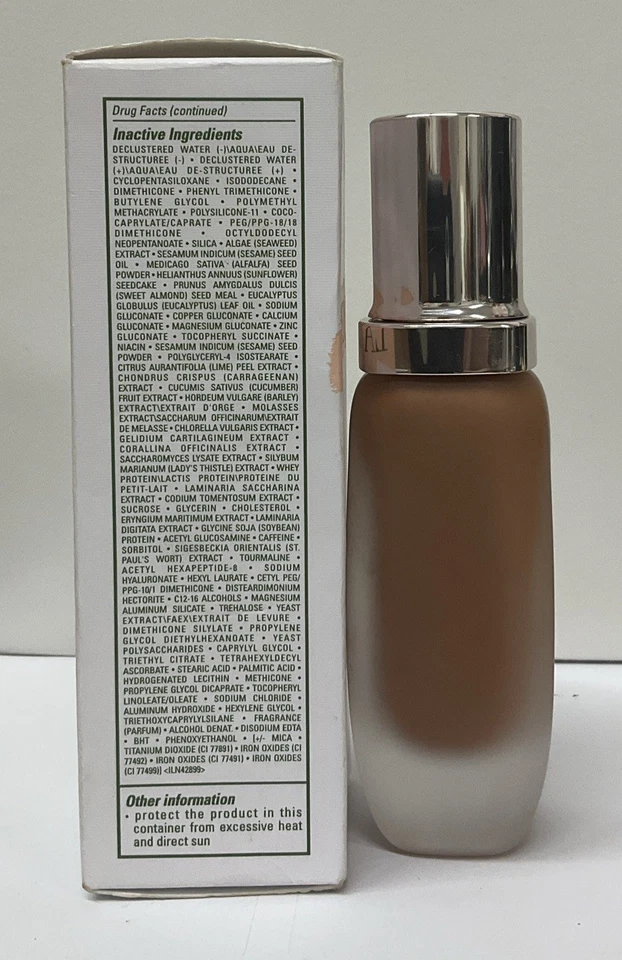 Drug Facts (continued)
Inactive Ingredients
DECLUSTERED WATER (-)\AQUA\EAU DE-
STRUCTUREE (-) • DECLUSTERED WATER
(+)\AQUA\EAU DE-STRUCTUREE (+) •
CYCLOPENTASILOXANE • ISODODECANE •
DIMETHICONE • PHENYL TRIMETHICONE •
BUTYLENE GLYCOL • POLYMETHYL
METHACRYLATE • POLYSILICONE-11 • COCO-
CAPRYLATE/CAPRATE • PEG/PPG-18/18
DIMETHICONE • OCTYLDODECYL
NEOPENTANOATE • SILICA • ALGAE (SEAWEED)
EXTRACT • SESAMUM INDICUM (SESAME) SEED
OIL • MEDICAGO SATIVA (ALFALFA) SEED
POWDER • HELIANTHUS ANNUUS (SUNFLOWER)
SEEDCAKE • PRUNUS AMYGDALUS DULCIS
(SWEET ALMOND) SEED MEAL • EUCALYPTUS
GLOBULUS (EUCALYPTUS) LEAF OIL • SODIUM
GLUCONATE • COPPER GLUCONATE • CALCIUM
GLUCONATE • MAGNESIUM GLUCONATE • ZINC
GLUCONATE • TOCOPHERYL SUCCINATE •
NIACIN • SESAMUM INDICUM (SESAME) SEED
POWDER • POLYGLYCERYL-4 ISOSTEARATE •
CITRUS AURANTIFOLIA (LIME) PEEL EXTRACT •
CHONDRUS CRISPUS (CARRAGEENAN)
EXTRACT • CUCUMIS SATIVUS (CUCUMBER)
FRUIT EXTRACT • HORDEUM VULGARE (BARLEY)
EXTRACT\EXTRAIT D'ORGE • MOLASSES
EXTRACT\SACCHARUM OFFICINARUM\EXTRAIT
DE MELASSE • CHLORELLA VULGARIS EXTRACT •
GELIDIUM CARTILAGINEUM EXTRACT •
CORALLINA OFFICINALIS EXTRACT •
SACCHAROMYCES LYSATE EXTRACT • SILYBUM
MARIANUM (LADY'S THISTLE) EXTRACT • WHEY
PROTEIN\LACTIS PROTEIN\PROTEINE DU
PETIT-LAIT • LAMINARIA SACCHARINA
EXTRACT • CODIUM TOMENTOSUM EXTRACT •
SUCROSE • GLYCERIN • CHOLESTEROL •
ERYNGIUM MARITIMUM EXTRACT • LAMINARIA
DIGITATA EXTRACT • GLYCINE SOJA (SOYBEAN)
PROTEIN • ACETYL GLUCOSAMINE • CAFFEINE •
SORBITOL • SIGESBECKIA ORIENTALIS (ST.
PAUL'S WORT) EXTRACT • TOURMALINE •
ACETYL HEXAPEPTIDE-8 • SODIUM
HYALURONATE • HEXYL LAURATE • CETYL PEG/
PPG-10/1 DIMETHICONE • DISTEARDIMONIUM
HECTORITE • C12-16 ALCOHOLS • MAGNESIUM
ALUMINUM SILICATE • TREHALOSE • YEAST
EXTRACT\FAEX\EXTRAIT DE LEVURE •
DIMETHICONE SILYLATE • PROPYLENE
GLYCOL DIETHYLHEXANOATE • YEAST
POLYSACCHARIDES • CAPRYLYL GLYCOL •
TRIETHYL CITRATE • TETRAHEXYLDECYL
ASCORBATE • STEARIC ACID • PALMITIC ACID •
HYDROGENATED LECITHIN • METHICONE •
PROPYLENE GLYCOL DICAPRATE • TOCOPHERYL
LINOLEATE/OLEATE • SODIUM CHLORIDE •
ALUMINUM HYDROXIDE • HEXYLENE GLYCOL •
TRIETHOXYCAPRYLYLSILANE • FRAGRANCE
(PARFUM) • ALCOHOL DENAT. • DISODIUM EDTA
• BHT • PHENOXYETHANOL • [+/- MICA •
TITANIUM DIOXIDE (CI 77891) • IRON OXIDES (CI
77492) • IRON OXIDES (CI 77491) • IRON OXIDES
(CI 77499)] <ILN42899>
Other information
• protect the product in this
container from excessive heat
and direct sun